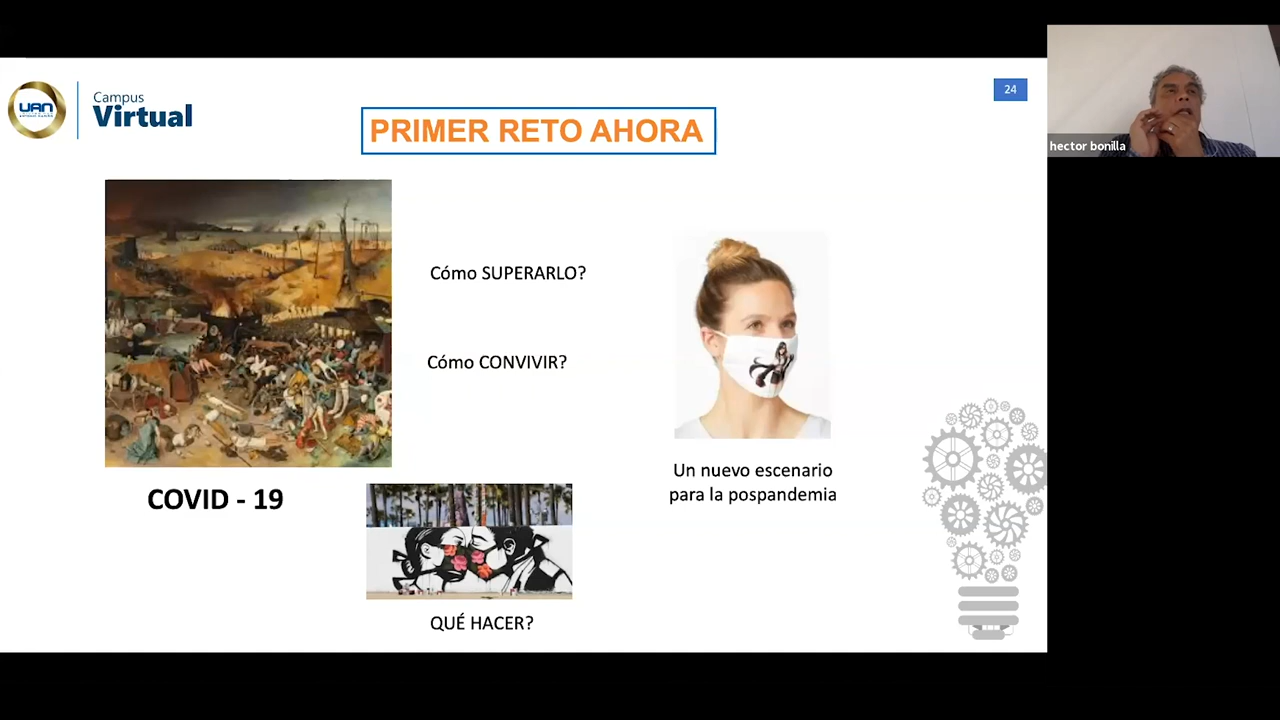 UAN
Campus
Virtual
PRIMER RETO AHORA
24
hector bonilla
Cómo SUPERARLO?
Cómo CONVIVIR?
COVID - 19
Un nuevo escenario
para la pospandemia
QUÉ HACER?